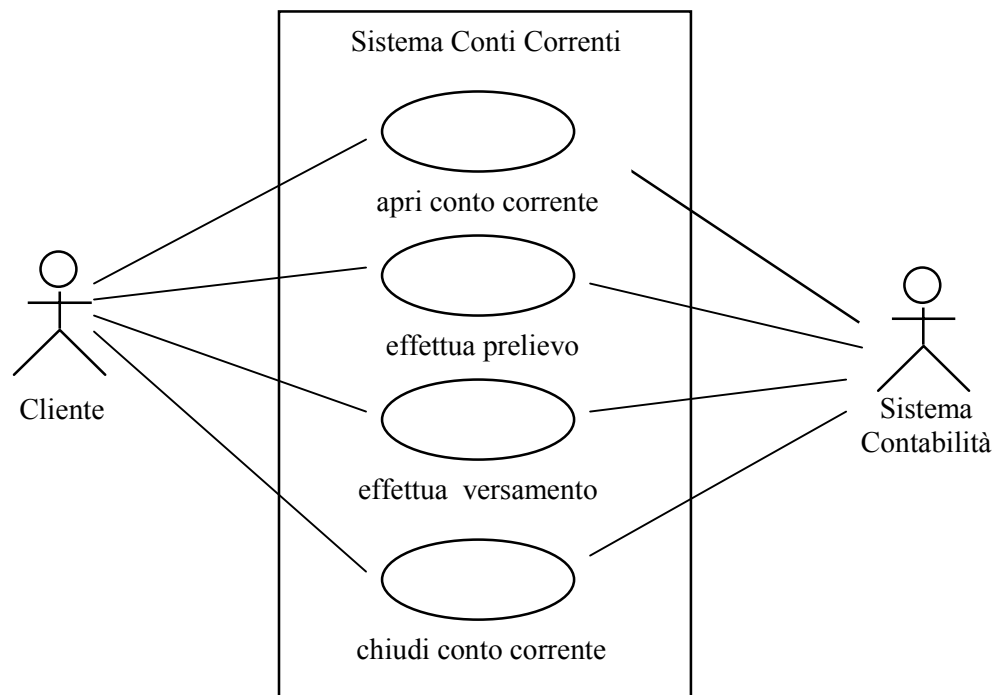 Sistema Conti Correnti
apri conto corrente
effettua prelievo
effettua versamento
chiudi conto corrente
Cliente
Sistema
Contabilità